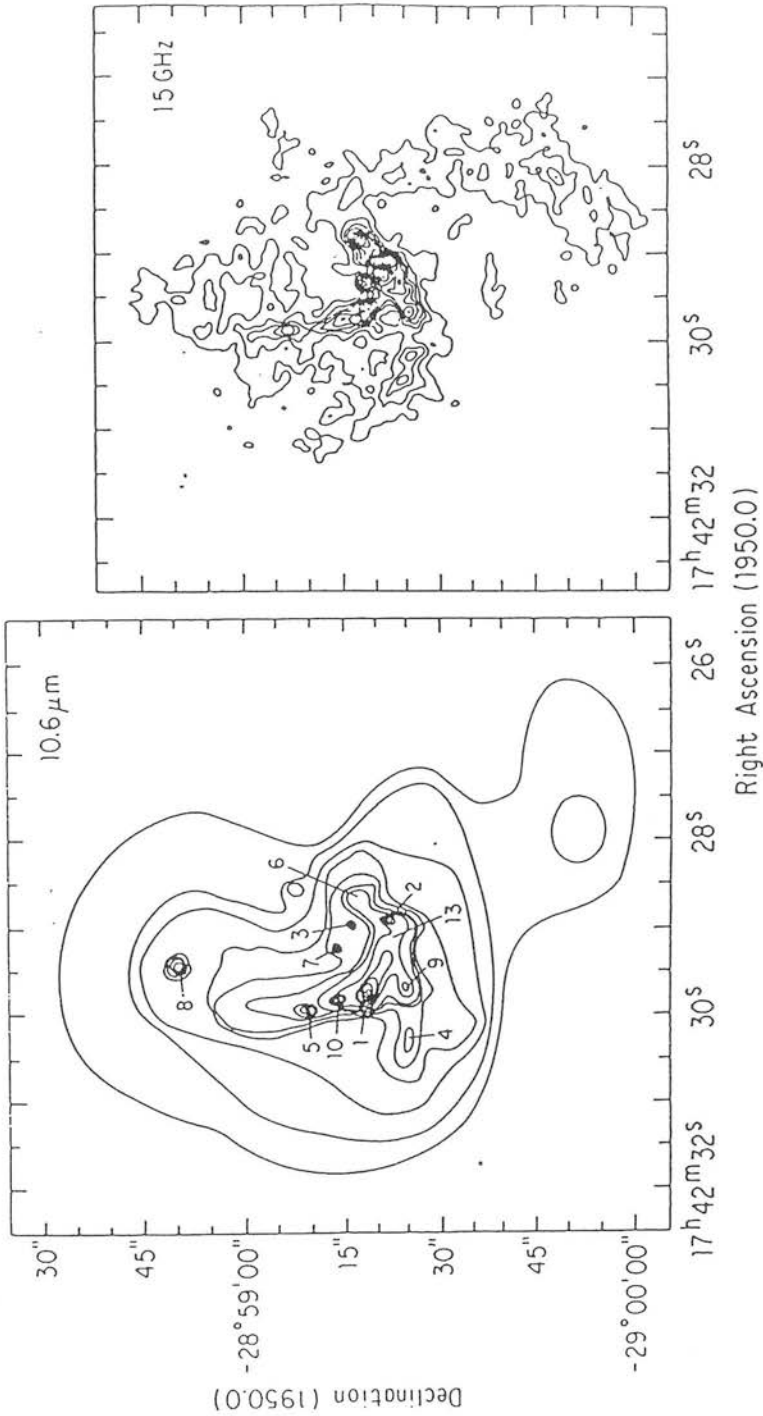 10.6 μm
8
5
10
1
4
7
3
6
2
13
9
30"
45"
-28°59'00"
15"
30"
45"
-29°00'00"
Declination (1950.0)
17ʰ42ᵐ32ˢ
30ˢ
28ˢ
26ˢ
15 GHz
17ʰ42ᵐ32ˢ
30ˢ
28ˢ
Right Ascension (1950.0)